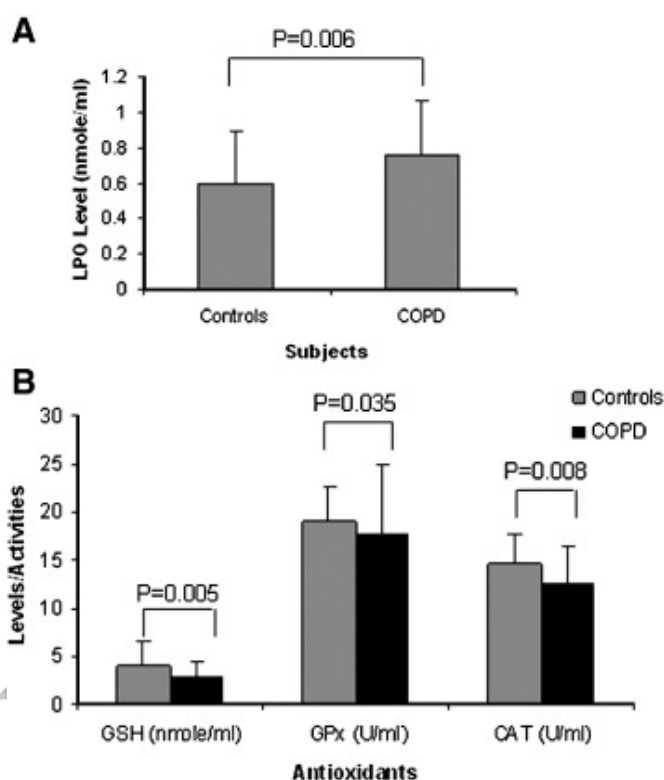 A
P=0.006
1.2
1
0.8
0.6
0.4
0.2
0
LPO Level (nmole/ml)
Controls COPD
Subjects
B
Controls
COPD
P=0.035
P=0.008
P=0.005
30
25
20
15
10
5
0
Levels/Activities
GSH (nmole/ml) GPx (U/ml) CAT (U/ml)
Antioxidants